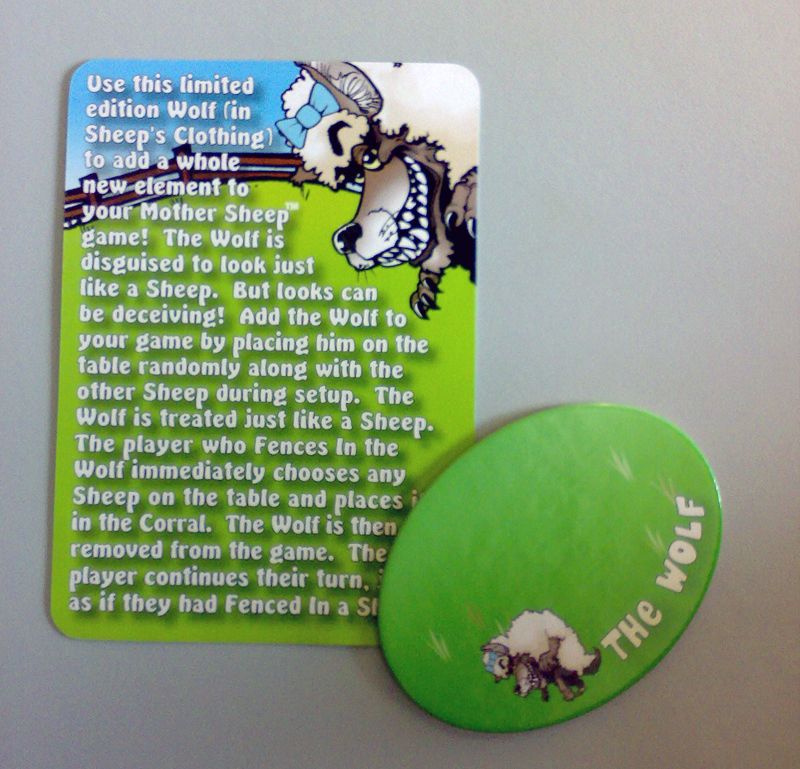 Use this limited
edition Wolf (in
Sheep's Clothing)
to add a whole
new element to
your Mother Sheep™
game! The Wolf is
disguised to look just
like a Sheep. But looks can
be deceiving! Add the Wolf to
your game by placing him on the
table randomly along with the
other Sheep during setup. The
Wolf is treated just like a Sheep.
The player who Fences In the
Wolf immediately chooses any
Sheep on the table and places
in the Corral. The Wolf is then
removed from the game. The
player continues their turn,
as if they had Fenced In a
THE WOLF